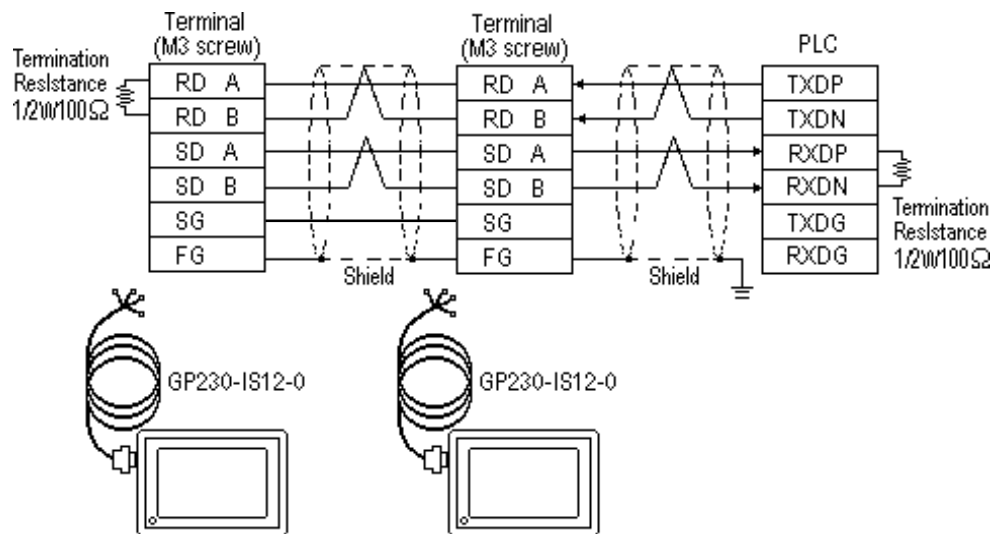 Terminal
(M3 screw)
Terminal
(M3 screw)
PLC
Termination
Resistance
1/2W100Ω
RD A
RD B
SD A
SD B
SG
FG
RD A
RD B
SD A
SD B
SG
FG
TXDP
TXDN
RXDP
RXDN
TXDG
RXDG
Termination
Resistance
1/2W100Ω
Shield
Shield
GP230-IS12-0
GP230-IS12-0